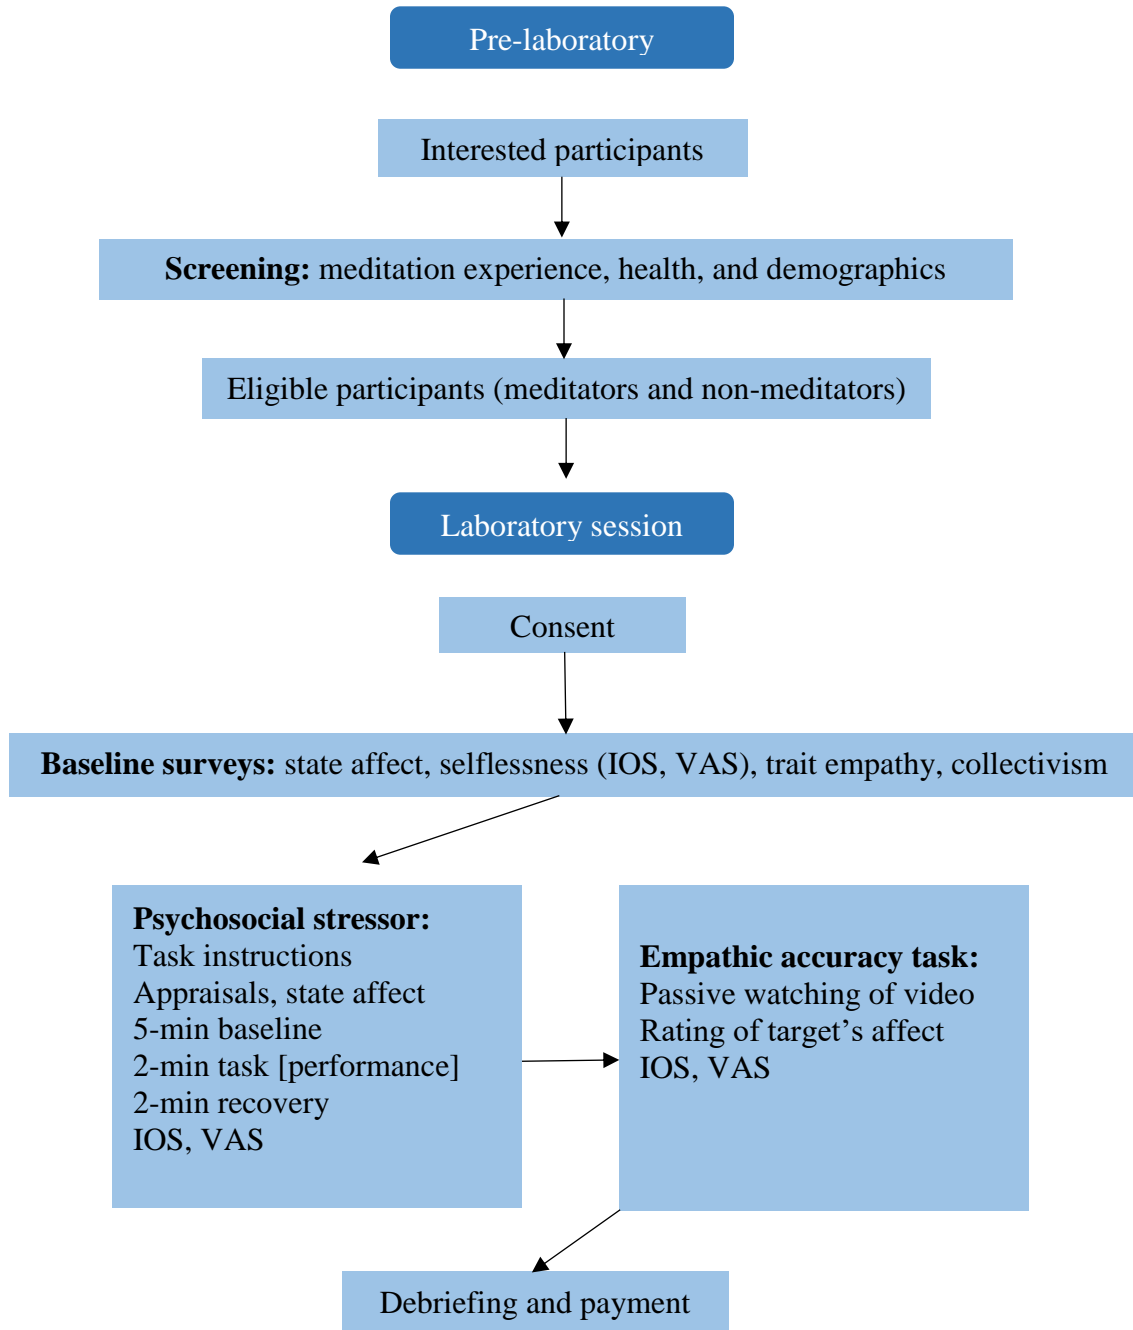 Pre-laboratory
Interested participants
Screening: meditation experience, health, and demographics
Eligible participants (meditators and non-meditators)
Laboratory session
Consent
Baseline surveys: state affect, selflessness (IOS, VAS), trait empathy, collectivism
Psychosocial stressor:
Task instructions
Appraisals, state affect
5-min baseline
2-min task [performance]
2-min recovery
IOS, VAS
Empathic accuracy task:
Passive watching of video
Rating of target’s affect
IOS, VAS
Debriefing and payment